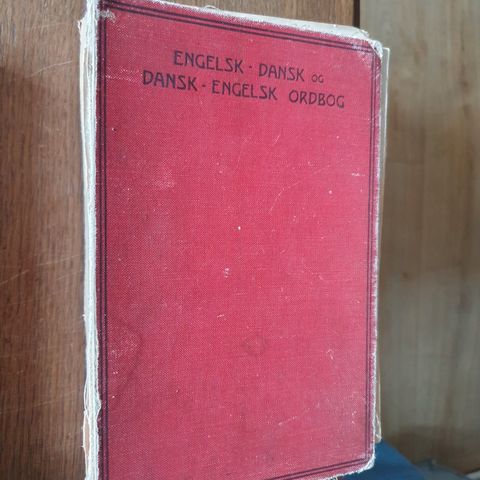 ENGELSK · DANSK OG
DANSK · ENGELSK ORDBOG